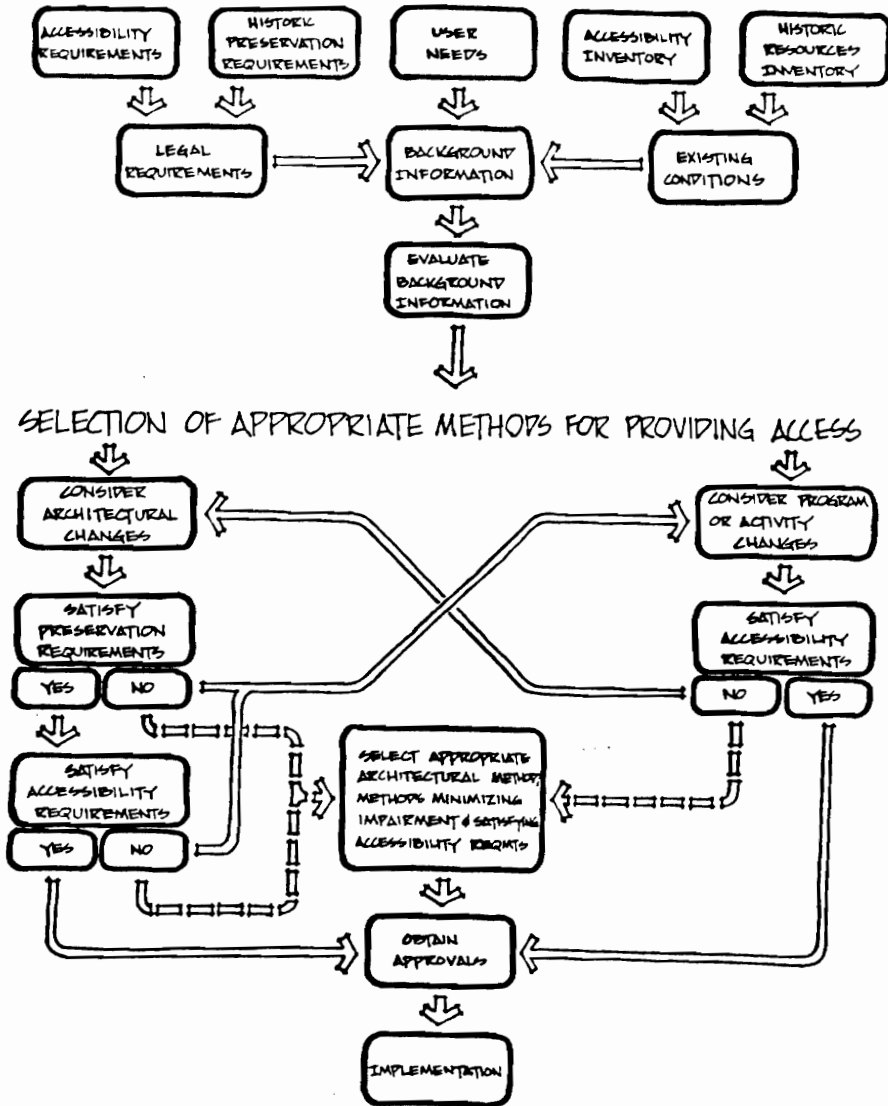 ACCESSIBILITY
REQUIREMENTS
HISTORIC
PRESERVATION
REQUIREMENTS
USER
NEEDS
ACCESSIBILITY
INVENTORY
HISTORIC
RESOURCES
INVENTORY
LEGAL
REQUIREMENTS
BACKGROUND
INFORMATION
EXISTING
CONDITIONS
EVALUATE
BACKGROUND
INFORMATION
SELECTION OF APPROPRIATE METHODS FOR PROVIDING ACCESS
CONSIDER
ARCHITECTURAL
CHANGES
CONSIDER PROGRAM
OR ACTIVITY
CHANGES
SATISFY
PRESERVATION
REQUIREMENTS
YES
NO
SATISFY
ACCESSIBILITY
REQUIREMENTS
NO
YES
SATISFY
ACCESSIBILITY
REQUIREMENTS
YES
NO
SELECT APPROPRIATE
ARCHITECTURAL METHOD,
METHODS MINIMIZING
IMPAIRMENT & SATISFYING
ACCESSIBILITY REQMTS
OBTAIN
APPROVALS
IMPLEMENTATION